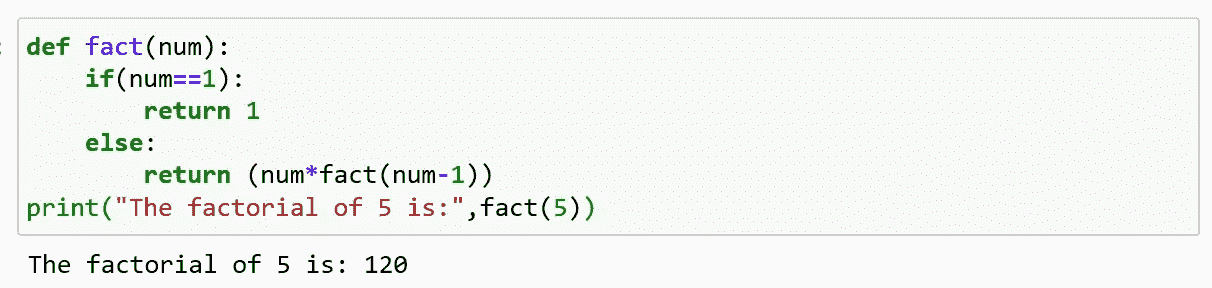 def fact(num):
    if(num==1):
        return 1
    else:
        return (num*fact(num-1))
print("The factorial of 5 is:",fact(5))
The factorial of 5 is: 120